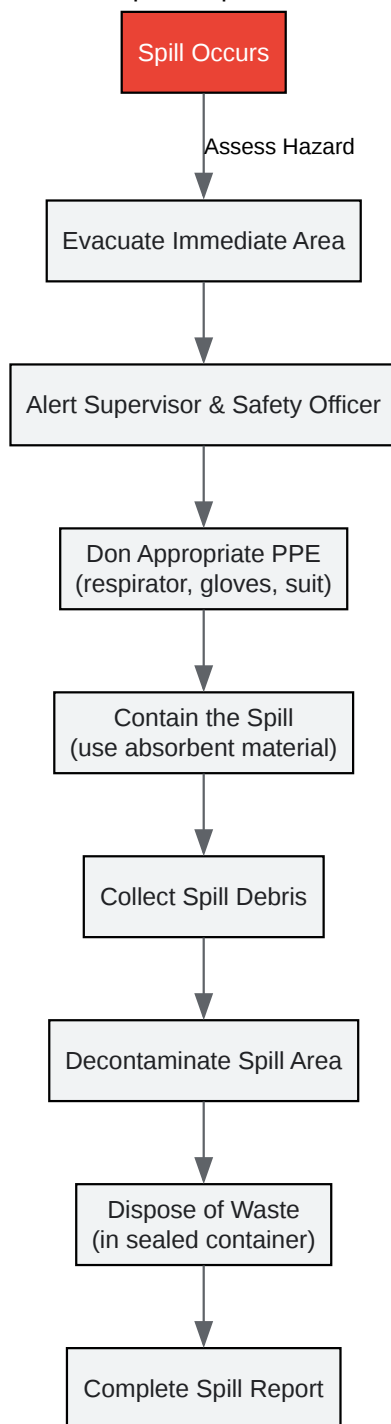 Spill Occurs
Assess Hazard
Evacuate Immediate Area
Alert Supervisor & Safety Officer
Don Appropriate PPE
(respirator, gloves, suit)
Contain the Spill
(use absorbent material)
Collect Spill Debris
Decontaminate Spill Area
Dispose of Waste
(in sealed container)
Complete Spill Report